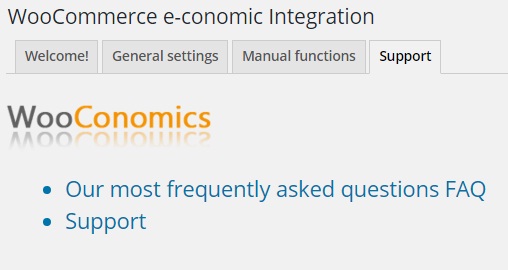 WooCommerce e-conomic Integration
Welcome! General settings Manual functions Support
WooConomics
Our most frequently asked questions FAQ
Support